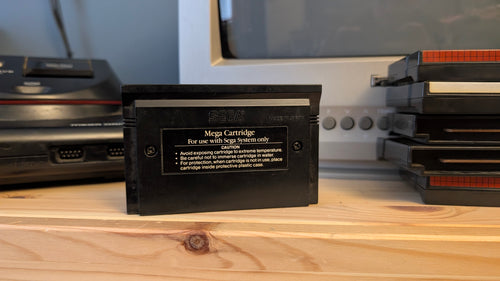 SEGA
Mega Cartridge
For use with Sega System only
CAUTION
• Avoid exposing cartridge to extreme temperature.
• Be careful not to immerse cartridge in water.
• For protection, when cartridge is not in use, place
cartridge inside protective plastic case.